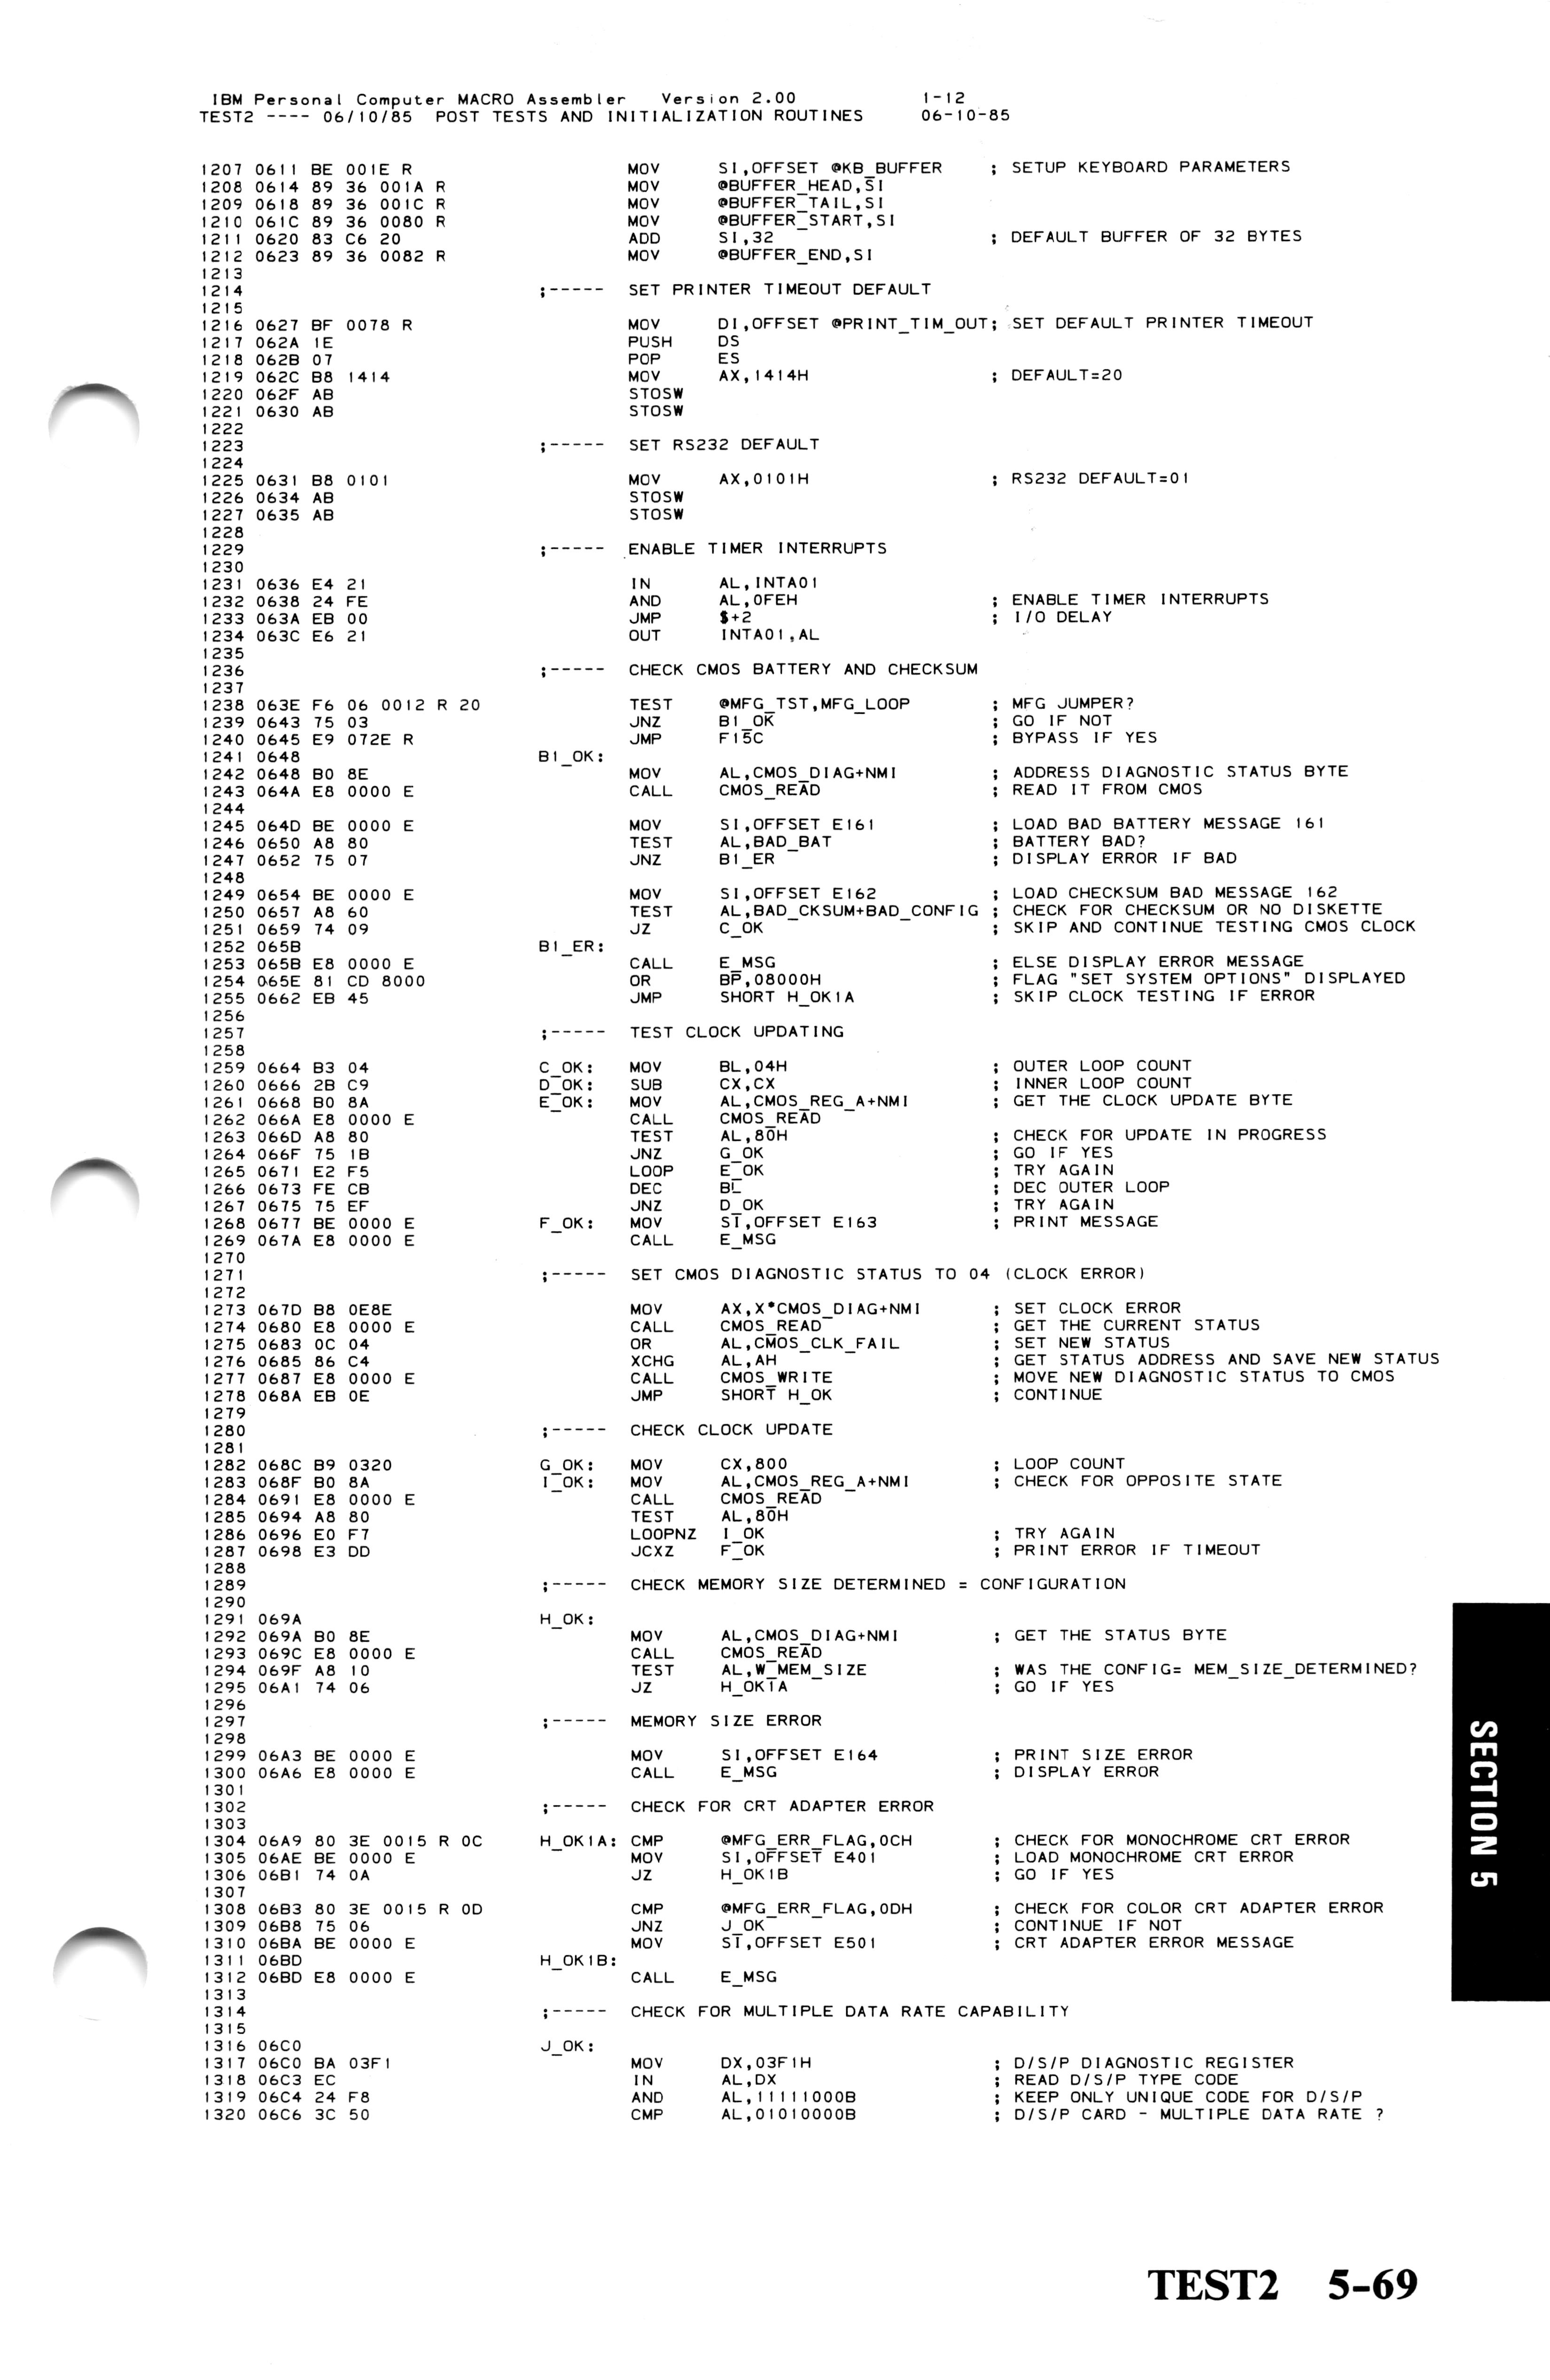 IBM Personal Computer MACRO Assembler   Version 2.00              1-12
TEST2 ---- 06/10/85  POST TESTS AND INITIALIZATION ROUTINES       06-10-85
1207 0611 BE 001E R                     MOV     SI,OFFSET @KB_BUFFER    ; SETUP KEYBOARD PARAMETERS
1208 0614 89 36 001A R                  MOV     @BUFFER_HEAD,SI
1209 0618 89 36 001C R                  MOV     @BUFFER_TAIL,SI
1210 061C 89 36 0080 R                  MOV     @BUFFER_START,SI
1211 0620 83 C6 20                      ADD     SI,32                   ; DEFAULT BUFFER OF 32 BYTES
1212 0623 89 36 0082 R                  MOV     @BUFFER_END,SI
1213
1214                            ;-----  SET PRINTER TIMEOUT DEFAULT
1215
1216 0627 BF 0078 R                     MOV     DI,OFFSET @PRINT_TIM_OUT; SET DEFAULT PRINTER TIMEOUT
1217 062A 1E                            PUSH    DS
1218 062B 07                            POP     ES
1219 062C B8 1414                       MOV     AX,1414H                ; DEFAULT=20
1220 062F AB                            STOSW
1221 0630 AB                            STOSW
1222
1223                            ;-----  SET RS232 DEFAULT
1224
1225 0631 B8 0101                       MOV     AX,0101H                ; RS232 DEFAULT=01
1226 0634 AB                            STOSW
1227 0635 AB                            STOSW
1228
1229                            ;-----  ENABLE TIMER INTERRUPTS
1230
1231 0636 E4 21                         IN      AL,INTA01
1232 0638 24 FE                         AND     AL,0FEH                 ; ENABLE TIMER INTERRUPTS
1233 063A EB 00                         JMP     $+2                     ; I/O DELAY
1234 063C E6 21                         OUT     INTA01,AL
1235
1236                            ;-----  CHECK CMOS BATTERY AND CHECKSUM
1237
1238 063E F6 06 0012 R 20               TEST    @MFG_TST,MFG_LOOP       ; MFG JUMPER?
1239 0643 75 03                         JNZ     B1_OK                   ; GO IF NOT
1240 0645 E9 072E R                     JMP     F15C                    ; BYPASS IF YES
1241 0648                       B1_OK:
1242 0648 B0 8E                         MOV     AL,CMOS_DIAG+NMI        ; ADDRESS DIAGNOSTIC STATUS BYTE
1243 064A E8 0000 E                     CALL    CMOS_READ               ; READ IT FROM CMOS
1244
1245 064D BE 0000 E                     MOV     SI,OFFSET E161          ; LOAD BAD BATTERY MESSAGE 161
1246 0650 A8 80                         TEST    AL,BAD_BAT              ; BATTERY BAD?
1247 0652 75 07                         JNZ     B1_ER                   ; DISPLAY ERROR IF BAD
1248
1249 0654 BE 0000 E                     MOV     SI,OFFSET E162          ; LOAD CHECKSUM BAD MESSAGE 162
1250 0657 A8 60                         TEST    AL,BAD_CKSUM+BAD_CONFIG ; CHECK FOR CHECKSUM OR NO DISKETTE
1251 0659 74 09                         JZ      C_OK                    ; SKIP AND CONTINUE TESTING CMOS CLOCK
1252 065B                       B1_ER:
1253 065B E8 0000 E                     CALL    E_MSG                   ; ELSE DISPLAY ERROR MESSAGE
1254 065E 81 CD 8000                    OR      BP,08000H               ; FLAG "SET SYSTEM OPTIONS" DISPLAYED
1255 0662 EB 45                         JMP     SHORT H_OK1A            ; SKIP CLOCK TESTING IF ERROR
1256
1257                            ;-----  TEST CLOCK UPDATING
1258
1259 0664 B3 04                 C_OK:   MOV     BL,04H                  ; OUTER LOOP COUNT
1260 0666 2B C9                 D_OK:   SUB     CX,CX                   ; INNER LOOP COUNT
1261 0668 B0 8A                 E_OK:   MOV     AL,CMOS_REG_A+NMI       ; GET THE CLOCK UPDATE BYTE
1262 066A E8 0000 E                     CALL    CMOS_READ
1263 066D A8 80                         TEST    AL,80H                  ; CHECK FOR UPDATE IN PROGRESS
1264 066F 75 1B                         JNZ     G_OK                    ; GO IF YES
1265 0671 E2 F5                         LOOP    E_OK                    ; TRY AGAIN
1266 0673 FE CB                         DEC     BL                      ; DEC OUTER LOOP
1267 0675 75 EF                         JNZ     D_OK                    ; TRY AGAIN
1268 0677 BE 0000 E             F_OK:   MOV     SI,OFFSET E163          ; PRINT MESSAGE
1269 067A E8 0000 E                     CALL    E_MSG
1270
1271                            ;-----  SET CMOS DIAGNOSTIC STATUS TO 04 (CLOCK ERROR)
1272
1273 067D B8 0E8E                       MOV     AX,X*CMOS_DIAG+NMI      ; SET CLOCK ERROR
1274 0680 E8 0000 E                     CALL    CMOS_READ               ; GET THE CURRENT STATUS
1275 0683 0C 04                         OR      AL,CMOS_CLK_FAIL        ; SET NEW STATUS
1276 0685 86 C4                         XCHG    AL,AH                   ; GET STATUS ADDRESS AND SAVE NEW STATUS
1277 0687 E8 0000 E                     CALL    CMOS_WRITE              ; MOVE NEW DIAGNOSTIC STATUS TO CMOS
1278 068A EB 0E                         JMP     SHORT H_OK              ; CONTINUE
1279
1280                            ;-----  CHECK CLOCK UPDATE
1281
1282 068C B9 0320               G_OK:   MOV     CX,800                  ; LOOP COUNT
1283 068F B0 8A                 I_OK:   MOV     AL,CMOS_REG_A+NMI       ; CHECK FOR OPPOSITE STATE
1284 0691 E8 0000 E                     CALL    CMOS_READ
1285 0694 A8 80                         TEST    AL,80H
1286 0696 E0 F7                         LOOPNZ  I_OK                    ; TRY AGAIN
1287 0698 E3 DD                         JCXZ    F_OK                    ; PRINT ERROR IF TIMEOUT
1288
1289                            ;-----  CHECK MEMORY SIZE DETERMINED = CONFIGURATION
1290
1291 069A                       H_OK:
1292 069A B0 8E                         MOV     AL,CMOS_DIAG+NMI        ; GET THE STATUS BYTE
1293 069C E8 0000 E                     CALL    CMOS_READ
1294 069F A8 10                         TEST    AL,W_MEM_SIZE           ; WAS THE CONFIG= MEM_SIZE_DETERMINED?
1295 06A1 74 06                         JZ      H_OK1A                  ; GO IF YES
1296
1297                            ;-----  MEMORY SIZE ERROR
1298
1299 06A3 BE 0000 E                     MOV     SI,OFFSET E164          ; PRINT SIZE ERROR
1300 06A6 E8 0000 E                     CALL    E_MSG                   ; DISPLAY ERROR
1301
1302                            ;-----  CHECK FOR CRT ADAPTER ERROR
1303
1304 06A9 80 3E 0015 R 0C       H_OK1A: CMP     @MFG_ERR_FLAG,0CH       ; CHECK FOR MONOCHROME CRT ERROR
1305 06AE BE 0000 E                     MOV     SI,OFFSET E401          ; LOAD MONOCHROME CRT ERROR
1306 06B1 74 0A                         JZ      H_OK1B                  ; GO IF YES
1307
1308 06B3 80 3E 0015 R 0D               CMP     @MFG_ERR_FLAG,0DH       ; CHECK FOR COLOR CRT ADAPTER ERROR
1309 06B8 75 06                         JNZ     J_OK                    ; CONTINUE IF NOT
1310 06BA BE 0000 E                     MOV     SI,OFFSET E501          ; CRT ADAPTER ERROR MESSAGE
1311 06BD                       H_OK1B:
1312 06BD E8 0000 E                     CALL    E_MSG
1313
1314                            ;-----  CHECK FOR MULTIPLE DATA RATE CAPABILITY
1315
1316 06C0                       J_OK:
1317 06C0 BA 03F1                       MOV     DX,03F1H                ; D/S/P DIAGNOSTIC REGISTER
1318 06C3 EC                            IN      AL,DX                   ; READ D/S/P TYPE CODE
1319 06C4 24 F8                         AND     AL,11111000B            ; KEEP ONLY UNIQUE CODE FOR D/S/P
1320 06C6 3C 50                         CMP     AL,01010000B            ; D/S/P CARD - MULTIPLE DATA RATE ?
SECTION 5
TEST2   5-69